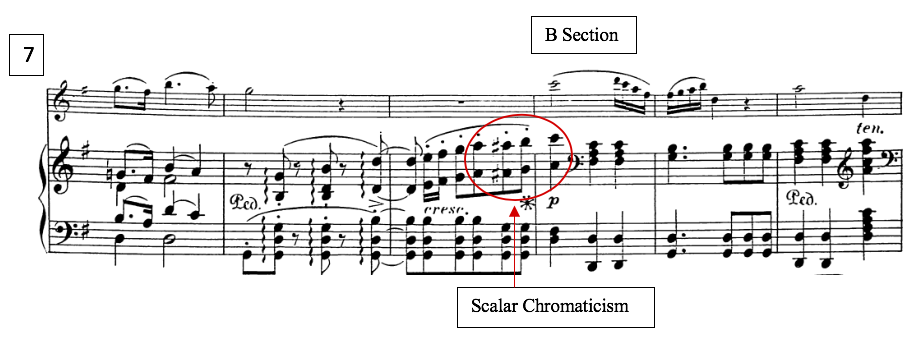 B Section
7
ten.
Ped.
cresc.
p
Ped.
Scalar Chromaticism